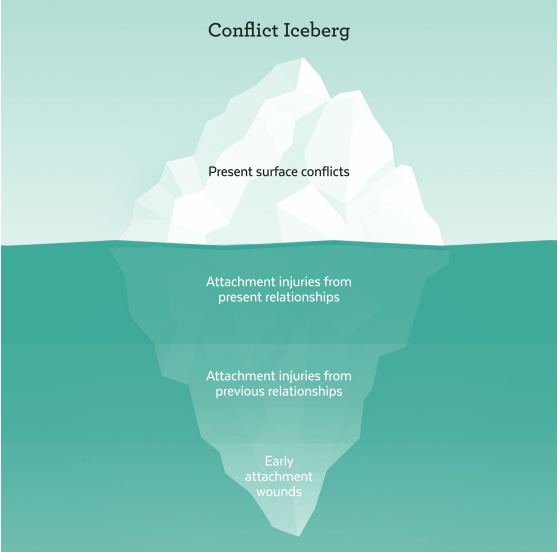 Conflict Iceberg
Present surface conflicts
Attachment injuries from
present relationships
Attachment injuries from
previous relationships
Early
attachment
wounds